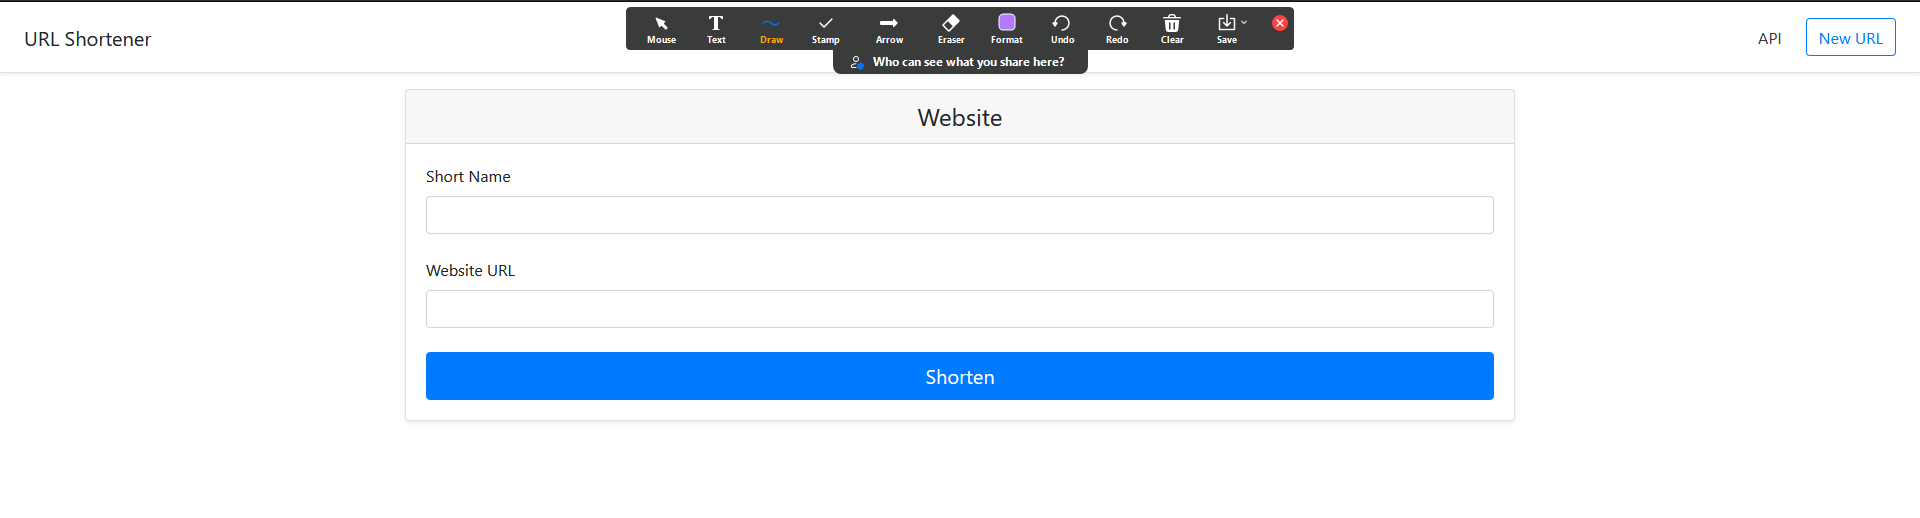 URL Shortener
Mouse Text Draw Stamp Arrow Eraser Format Undo Redo Clear Save
Who can see what you share here?
API New URL
Website
Short Name
Website URL
Shorten